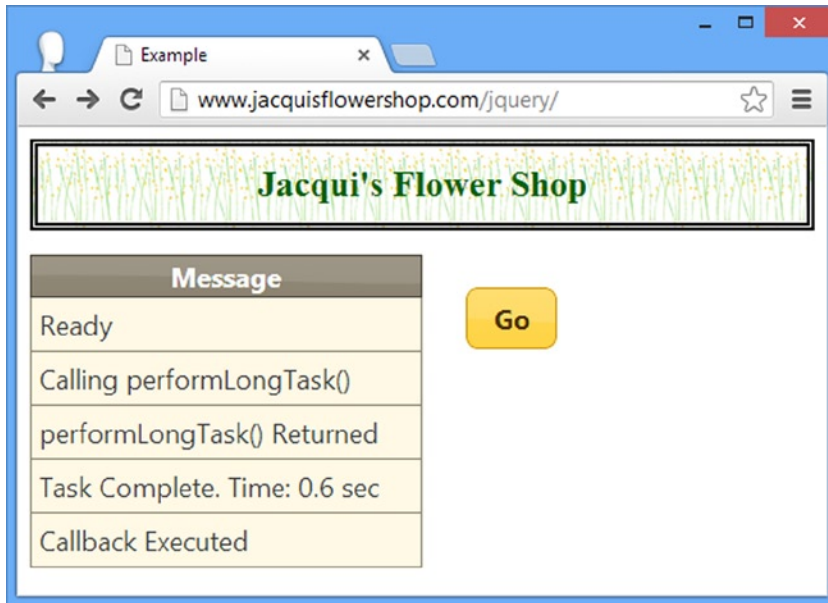 Example
www.jacquisflowershop.com/jquery/
Jacqui's Flower Shop
Message
Ready
Calling performLongTask()
performLongTask() Returned
Task Complete. Time: 0.6 sec
Callback Executed
Go